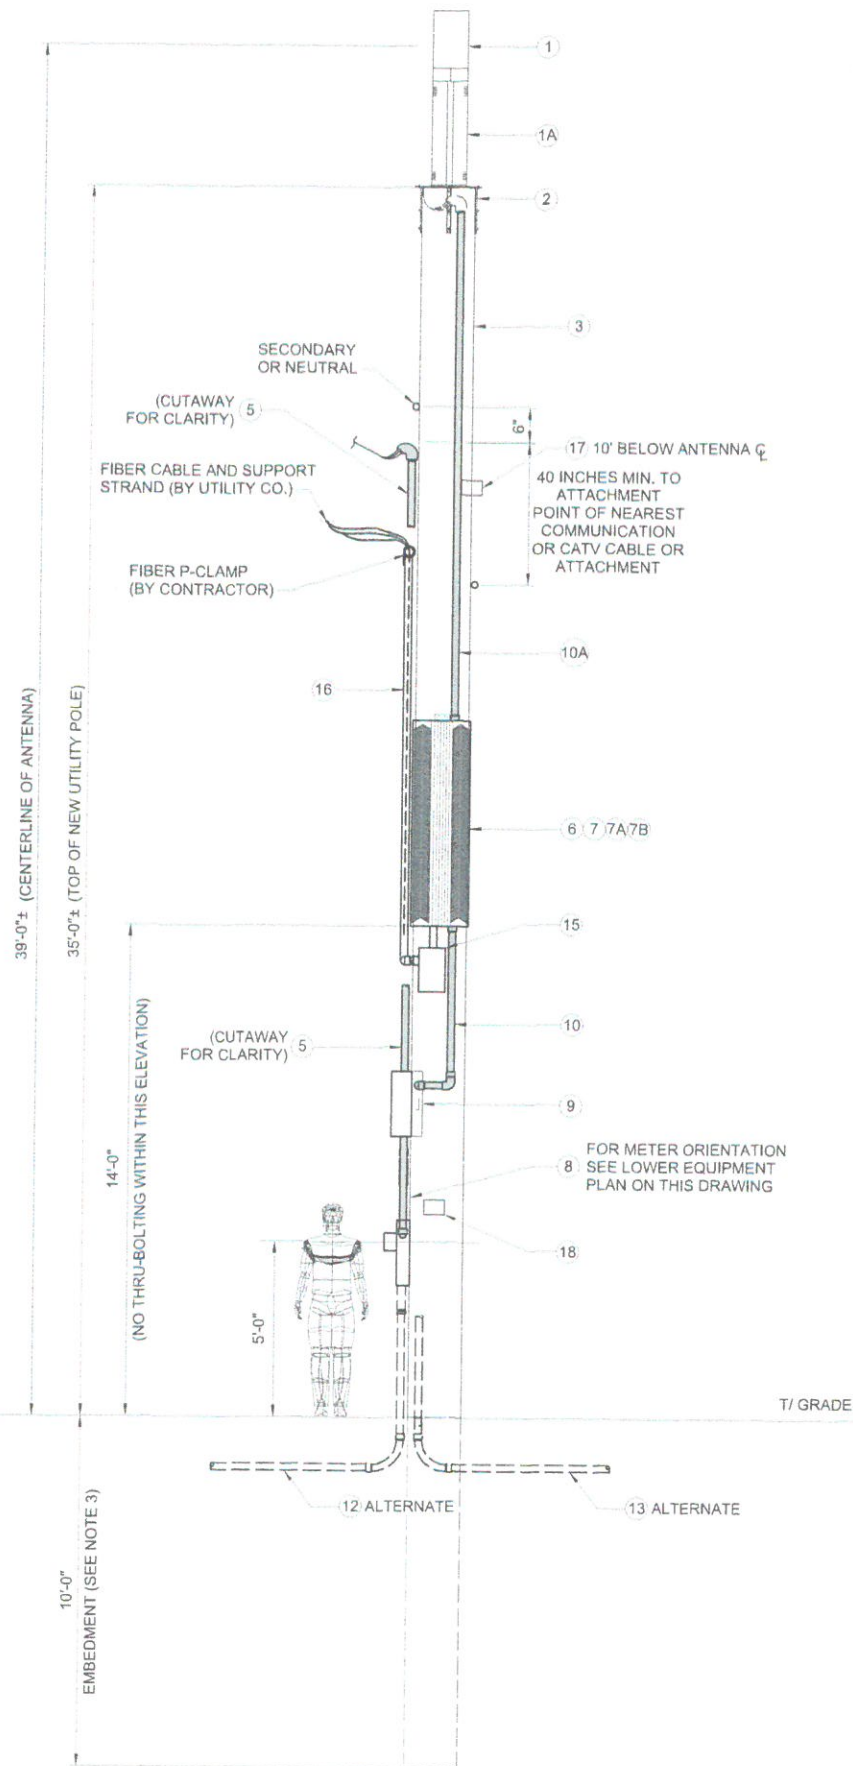 1
1A
2
3
SECONDARY
OR NEUTRAL
(CUTAWAY
FOR CLARITY) 5
6"
17 10' BELOW ANTENNA ℄
FIBER CABLE AND SUPPORT
STRAND (BY UTILITY CO.)
40 INCHES MIN. TO
ATTACHMENT
POINT OF NEAREST
COMMUNICATION
OR CATV CABLE OR
ATTACHMENT
FIBER P-CLAMP
(BY CONTRACTOR)
10A
16
39'-0"± (CENTERLINE OF ANTENNA)
35'-0"± (TOP OF NEW UTILITY POLE)
6 7 7A 7B
15
10
(CUTAWAY
FOR CLARITY) 5
9
14'-0"
(NO THRU-BOLTING WITHIN THIS ELEVATION)
8
FOR METER ORIENTATION
SEE LOWER EQUIPMENT
PLAN ON THIS DRAWING
18
5'-0"
T/ GRADE
12 ALTERNATE
13 ALTERNATE
10'-0"
EMBEDMENT (SEE NOTE 3)